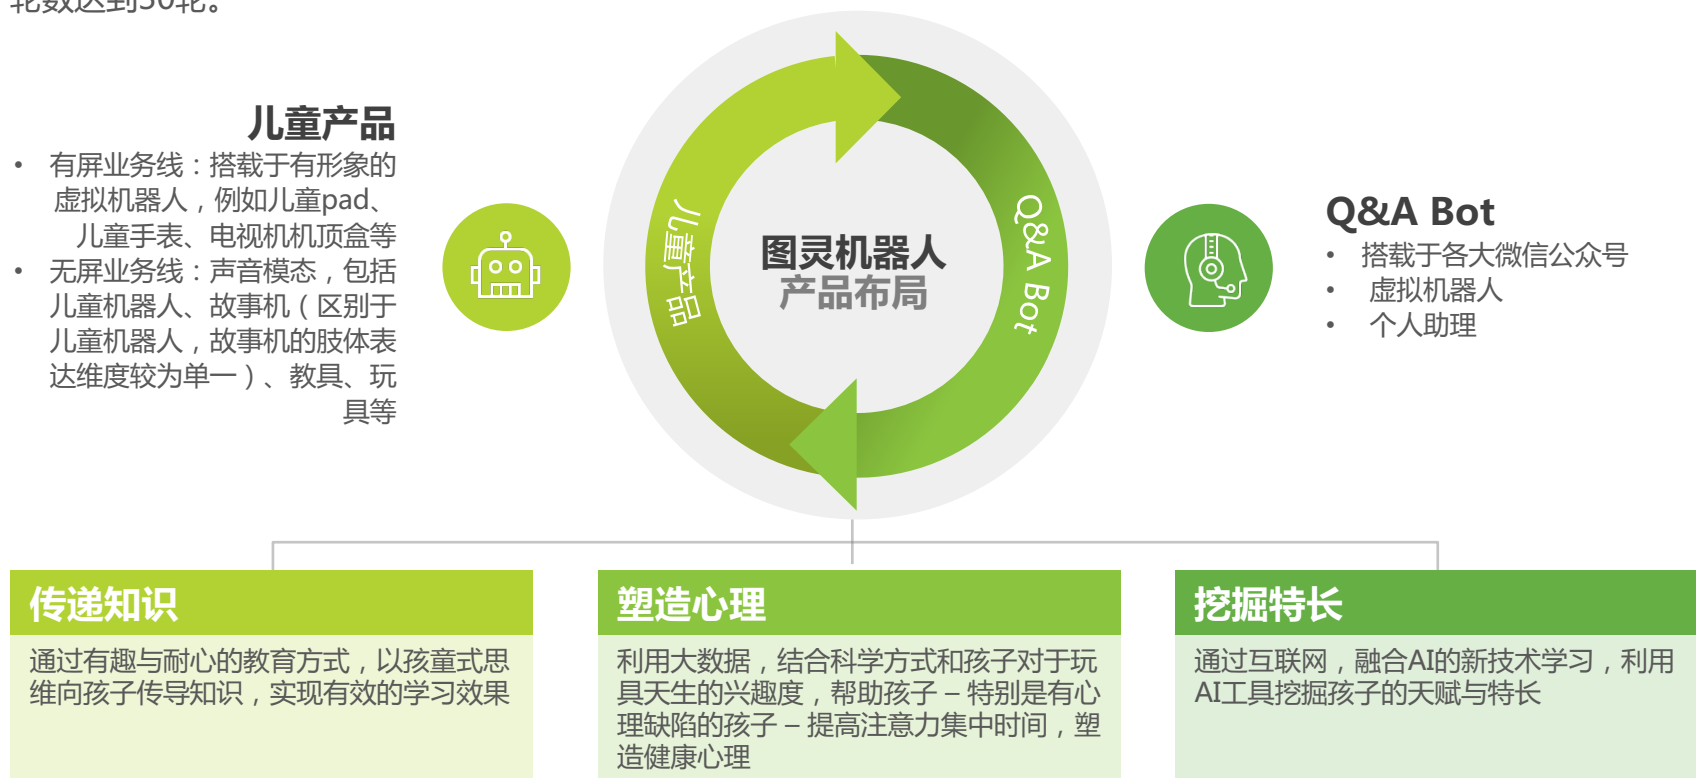 轮数达到50轮。
儿童产品
• 有屏业务线：搭载于有形象的
虚拟机器人，例如儿童pad、
儿童手表、电视机机顶盒等
• 无屏业务线：声音模态，包括
儿童机器人、故事机（区别于
儿童机器人，故事机的肢体表
达维度较为单一）、教具、玩
具等
儿童产品
图灵机器人
产品布局
Q&A Bot
Q&A Bot
• 搭载于各大微信公众号
• 虚拟机器人
• 个人助理
传递知识
通过有趣与耐心的教育方式，以孩童式思
维向孩子传导知识，实现有效的学习效果
塑造心理
利用大数据，结合科学方式和孩子对于玩
具天生的兴趣度，帮助孩子 – 特别是有心
理缺陷的孩子 – 提高注意力集中时间，塑
造健康心理
挖掘特长
通过互联网，融合AI的新技术学习，利用
AI工具挖掘孩子的天赋与特长